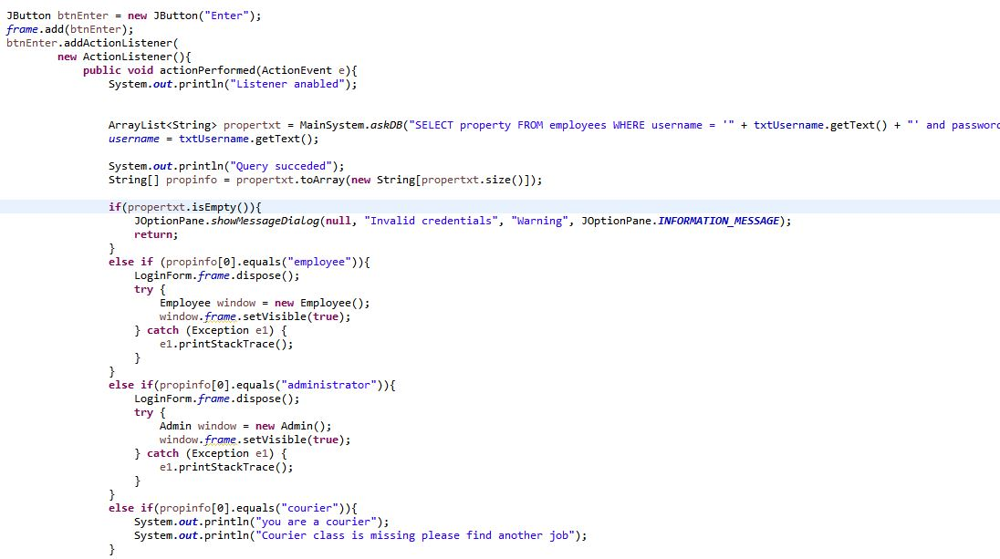 JButton btnEnter = new JButton("Enter");
frame.add(btnEnter);
btnEnter.addActionListener(
new ActionListener(){
public void actionPerformed(ActionEvent e){
System.out.println("Listener anabled");
ArrayList<String> propertxt = MainSystem.askDB("SELECT property FROM employees WHERE username = '" + txtUsername.getText() + "' and password
username = txtUsername.getText();
System.out.println("Query succeded");
String[] propinfo = propertxt.toArray(new String[propertxt.size()]);
if(propertxt.isEmpty()){
JOptionPane.showMessageDialog(null, "Invalid credentials", "Warning", JOptionPane.INFORMATION_MESSAGE);
return;
}
else if (propinfo[0].equals("employee")){
LoginForm.frame.dispose();
try {
Employee window = new Employee();
window.frame.setVisible(true);
} catch (Exception e1) {
e1.printStackTrace();
}
}
else if(propinfo[0].equals("administrator")){
LoginForm.frame.dispose();
try {
Admin window = new Admin();
window.frame.setVisible(true);
} catch (Exception e1) {
e1.printStackTrace();
}
}
else if(propinfo[0].equals("courier")){
System.out.println("you are a courier");
System.out.println("Courier class is missing please find another job");
}